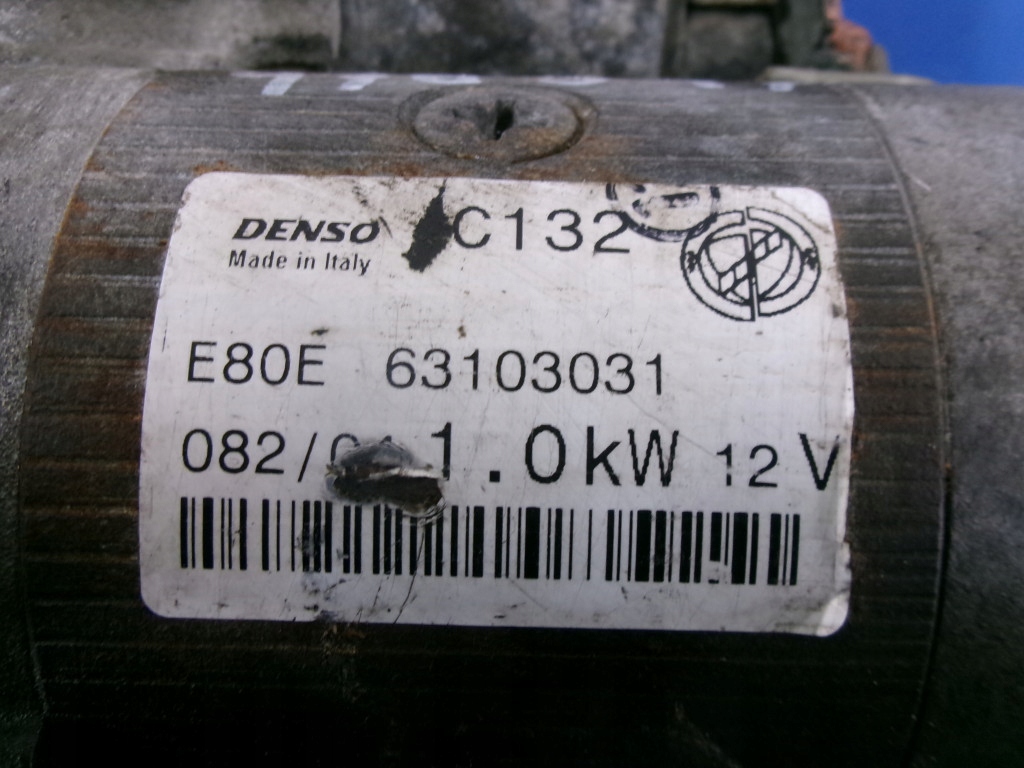 DENSO C132
Made in Italy
E80E 63103031
082/ 1.0kW 12V